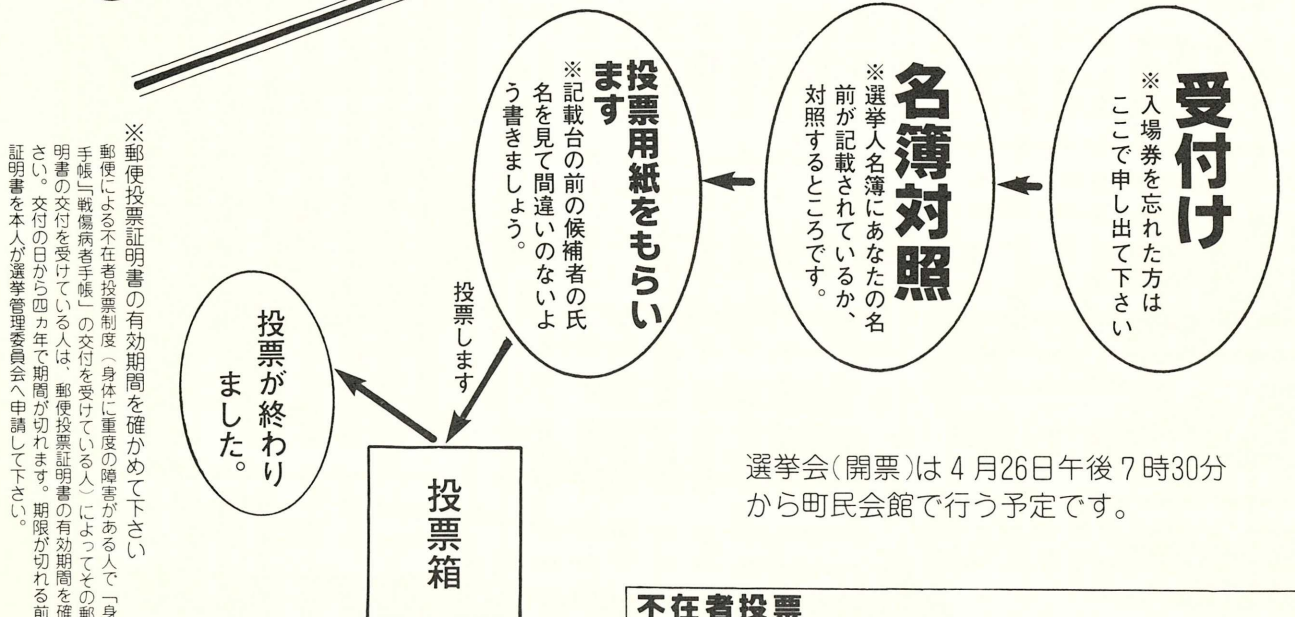 受付け
※入場券を忘れた方は
ここで申し出て下さい
名簿対照
※選挙人名簿にあなたの名
前が記載されているか、
対照するところです。
投票用紙をもらい
ます
※記載台の前の候補者の氏
名を見て間違いのないよ
う書きましょう。
投票します
投票箱
投票が終わり
ました。
選挙会(開票)は4月26日午後7時30分
から町民会館で行う予定です。
不在者投票
※郵便投票証明書の有効期間を確かめて下さい
郵便による不在者投票制度(身体に重度の障害がある人で「身
手帳」「戦傷病者手帳」の交付を受けている人)によってその郵
明書の交付を受けている人は、郵便投票証明書の有効期間を確
さい。交付の日から四ヵ年で期間が切れます。期限が切れる前
証明書を本人が選挙管理委員会へ申請して下さい。